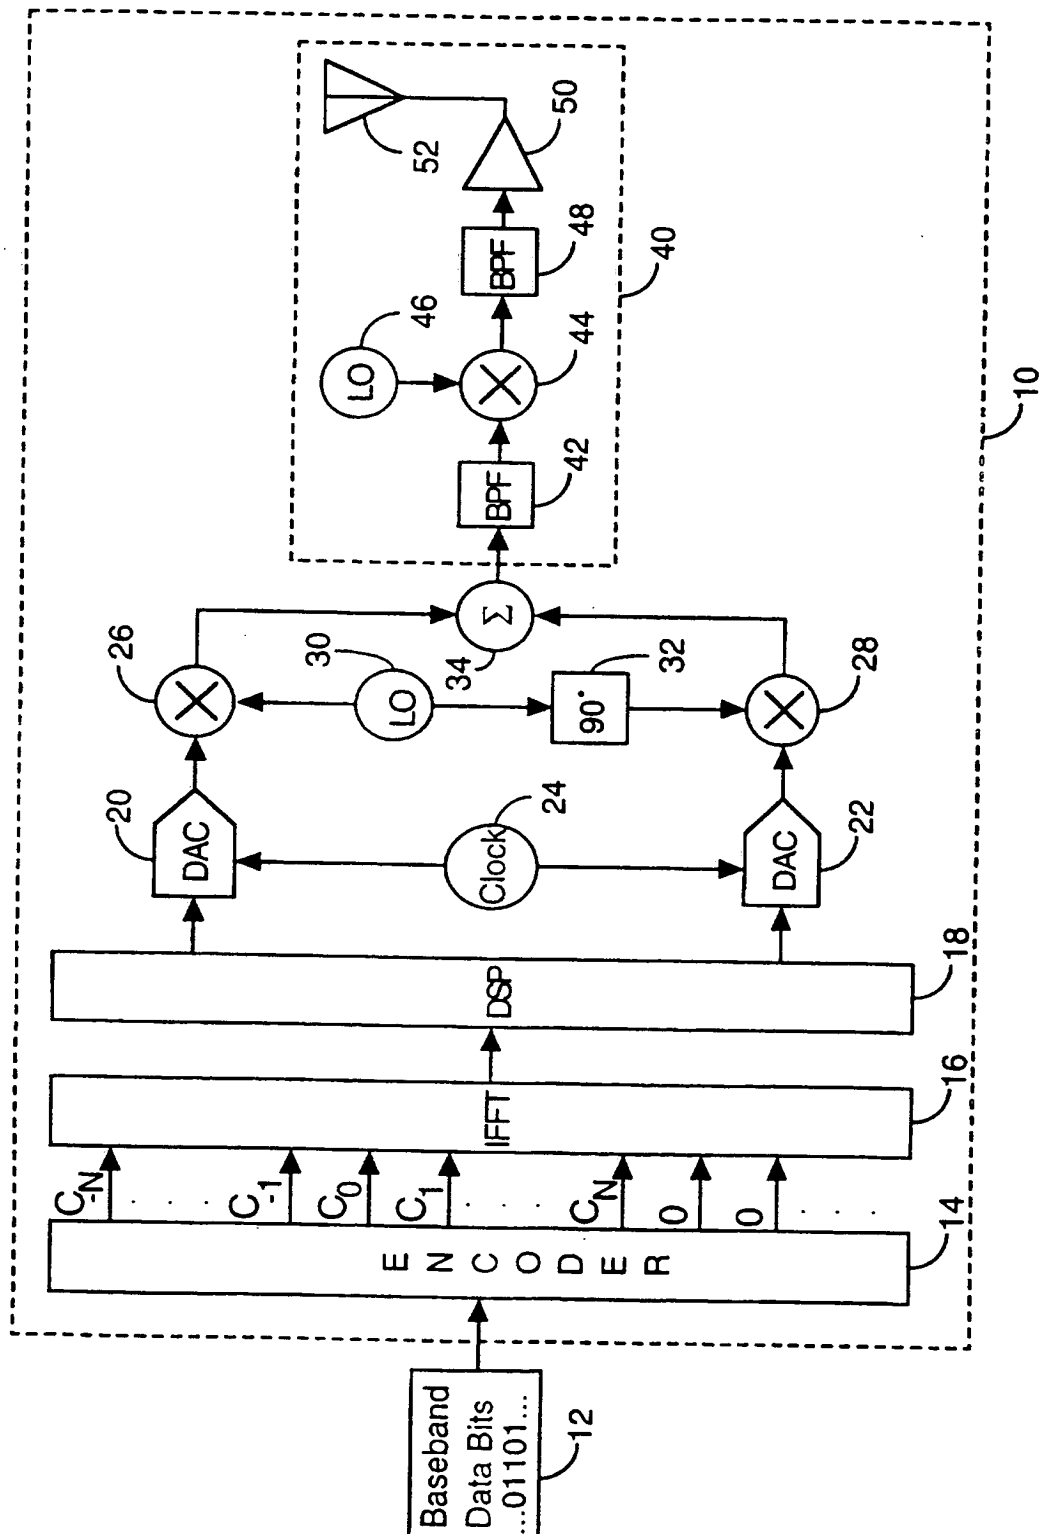 Baseband
Data Bits
...01101...
12
ENCODER
14
C-N
C-1
C0
C1
CN
0
0
IFFT
16
DSP
18
DAC
20
DAC
22
Clock
24
26
28
LO
30
90°
32
Σ
34
BPF
42
44
LO
46
BPF
48
50
52
40
10